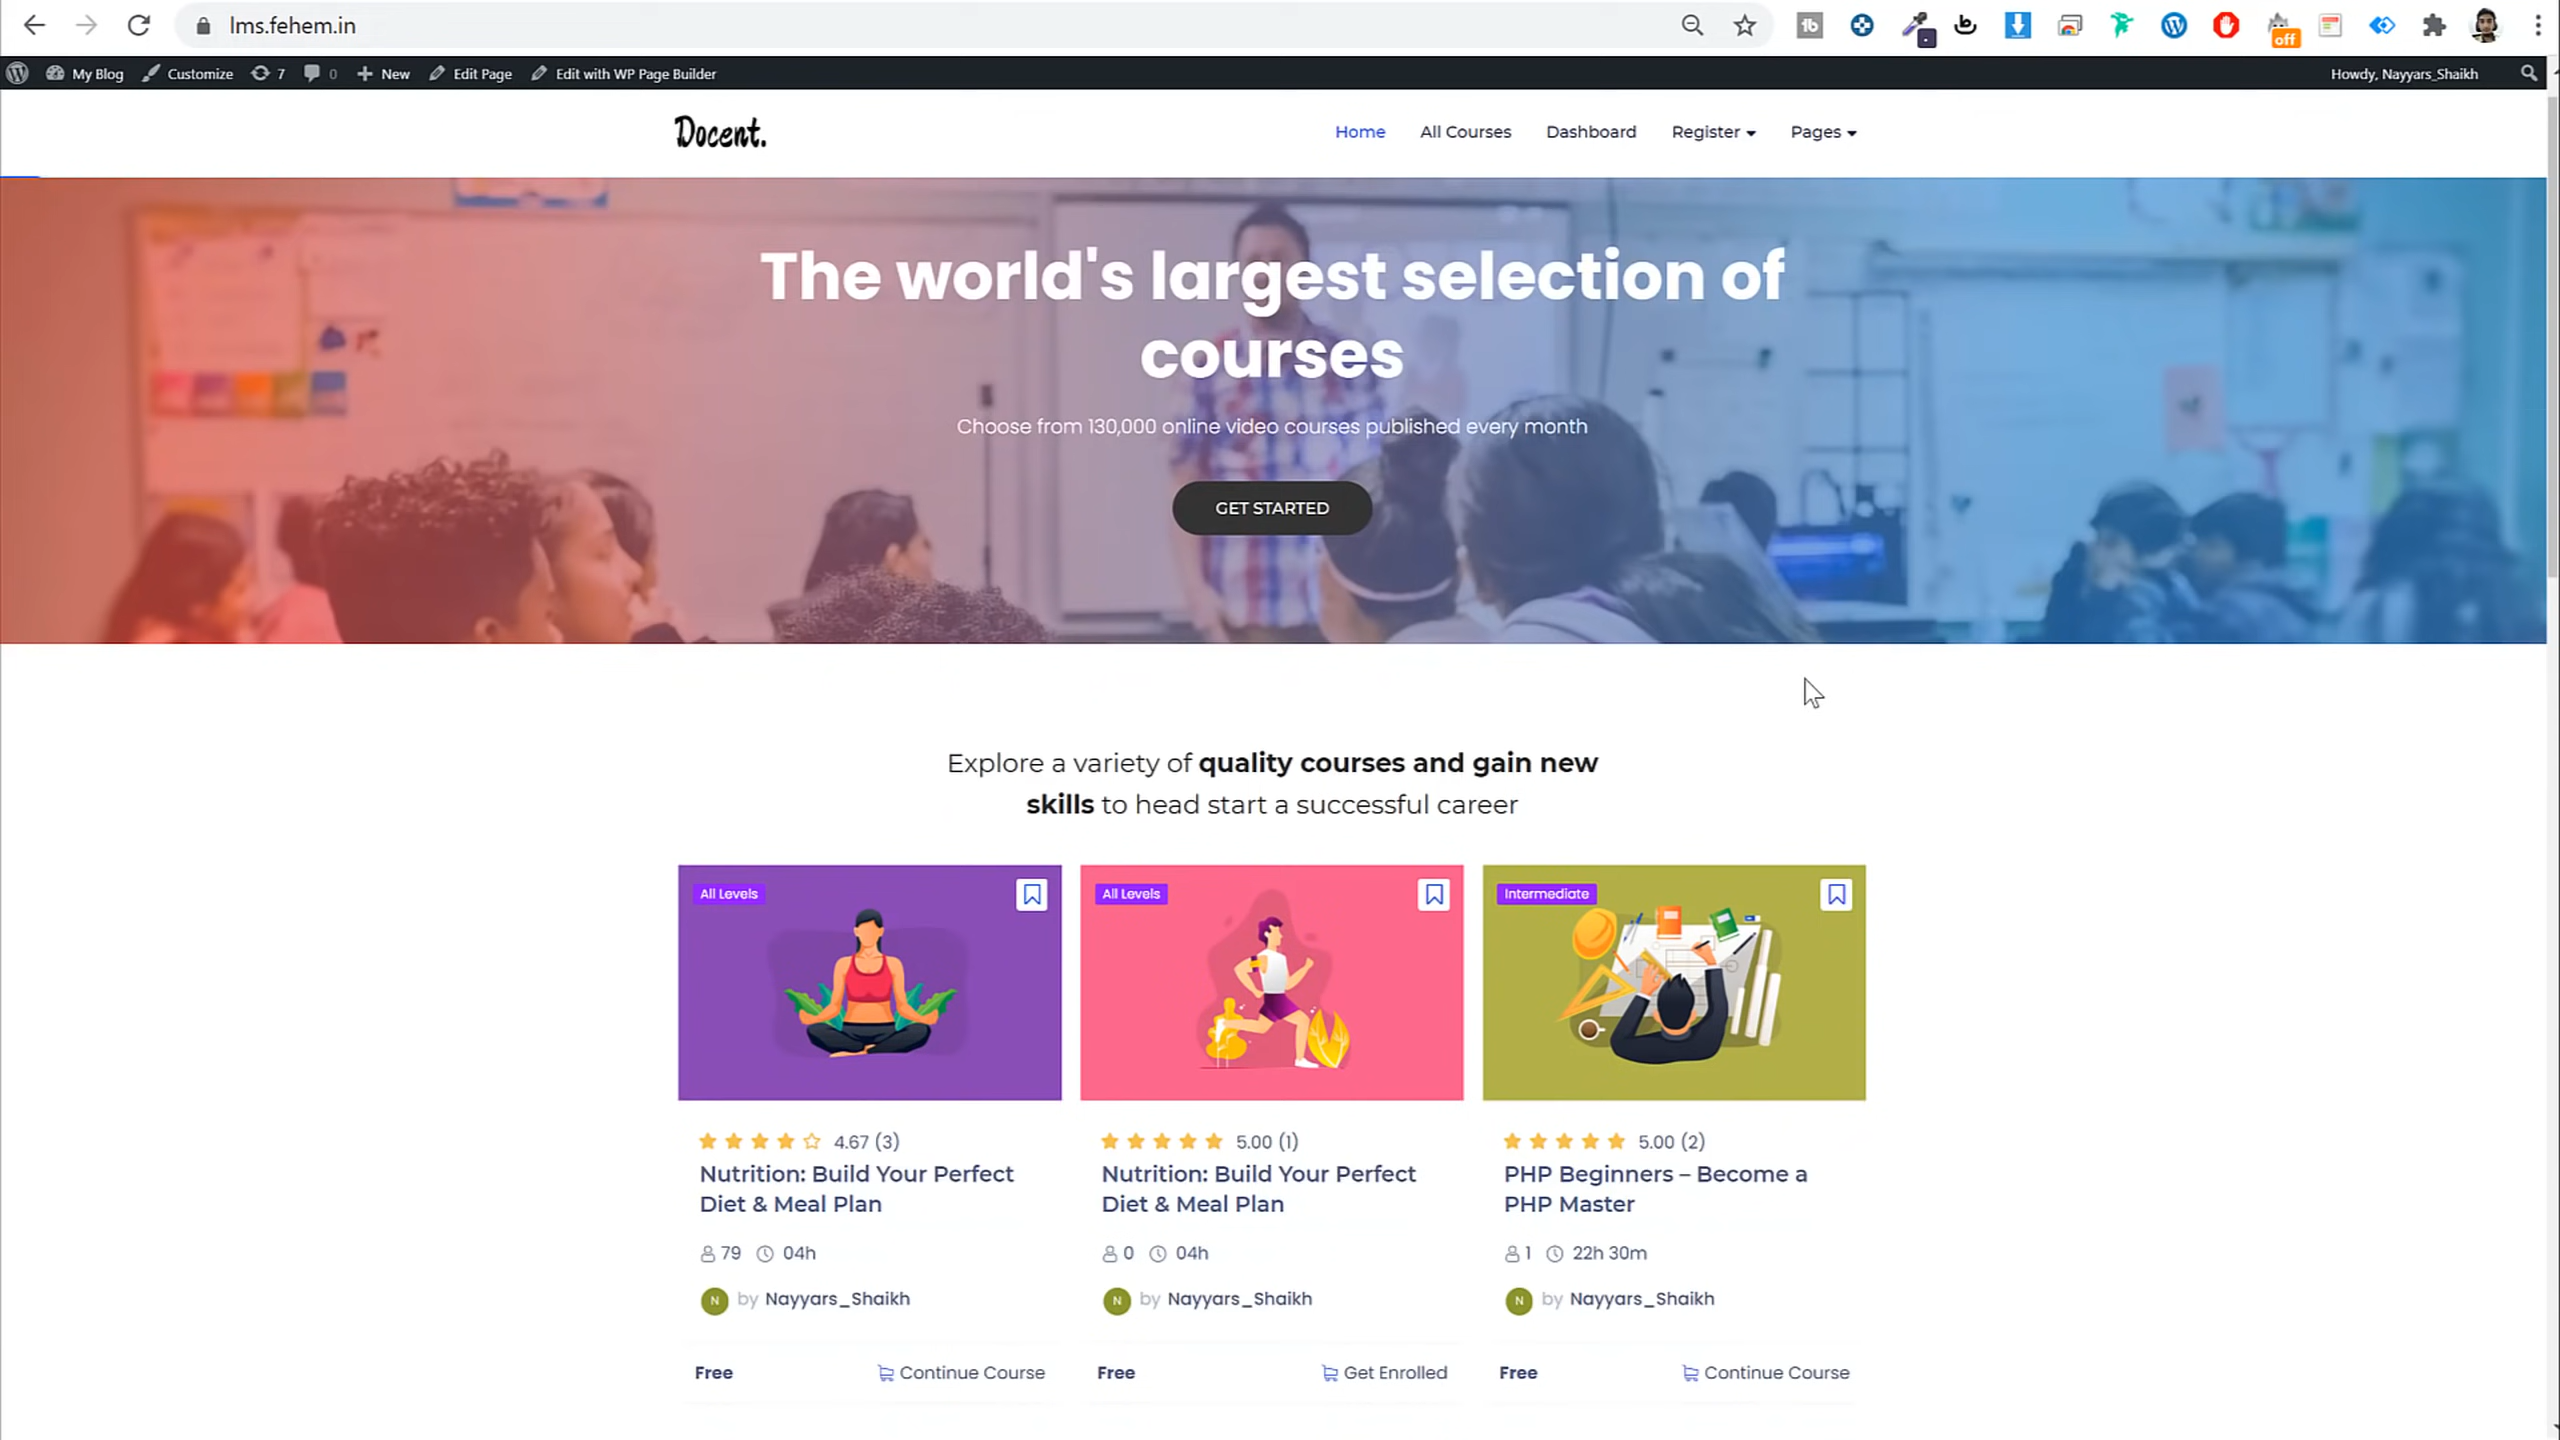 lms.fehem.in
My Blog Customize 7 0 New Edit Page Edit with WP Page Builder Howdy, Nayyars_Shaikh
off
Docent.
Home All Courses Dashboard Register Pages
The world's largest selection of
courses
Choose from 130,000 online video courses published every month
GET STARTED
Explore a variety of quality courses and gain new
skills to head start a successful career
All Levels
4.67 (3)
Nutrition: Build Your Perfect
Diet & Meal Plan
79 04h
N by Nayyars_Shaikh
Free Continue Course
All Levels
5.00 (1)
Nutrition: Build Your Perfect
Diet & Meal Plan
0 04h
N by Nayyars_Shaikh
Free Get Enrolled
Intermediate
5.00 (2)
PHP Beginners – Become a
PHP Master
1 22h 30m
N by Nayyars_Shaikh
Free Continue Course